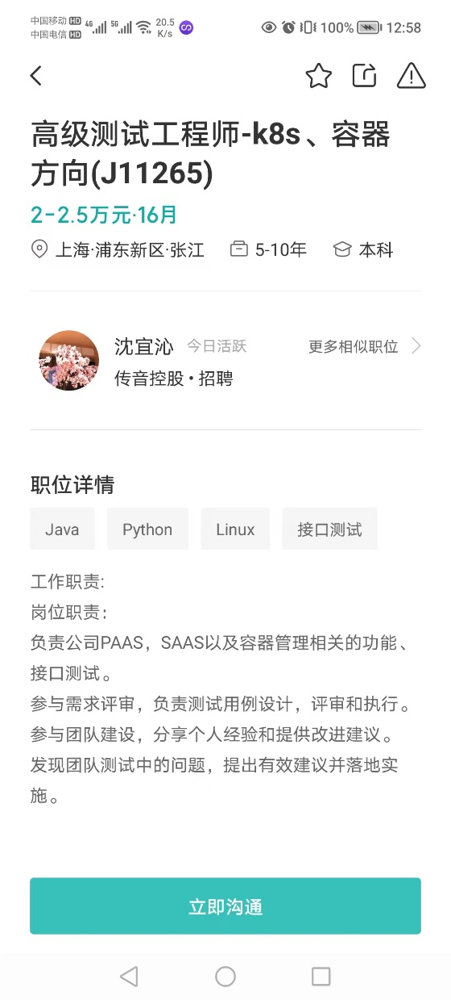 中国移动 HD 4G 5G 20.5 100% 12:58
中国电信 HD K/s
高级测试工程师-k8s、容器
方向(J11265)
2-2.5万元·16月
上海·浦东新区·张江 5-10年 本科
沈宜沁 今日活跃 更多相似职位
传音控股 • 招聘
职位详情
Java Python Linux 接口测试
工作职责:
岗位职责：
负责公司PAAS，SAAS以及容器管理相关的功能、
接口测试。
参与需求评审，负责测试用例设计，评审和执行。
参与团队建设，分享个人经验和提供改进建议。
发现团队测试中的问题，提出有效建议并落地实
施。
立即沟通